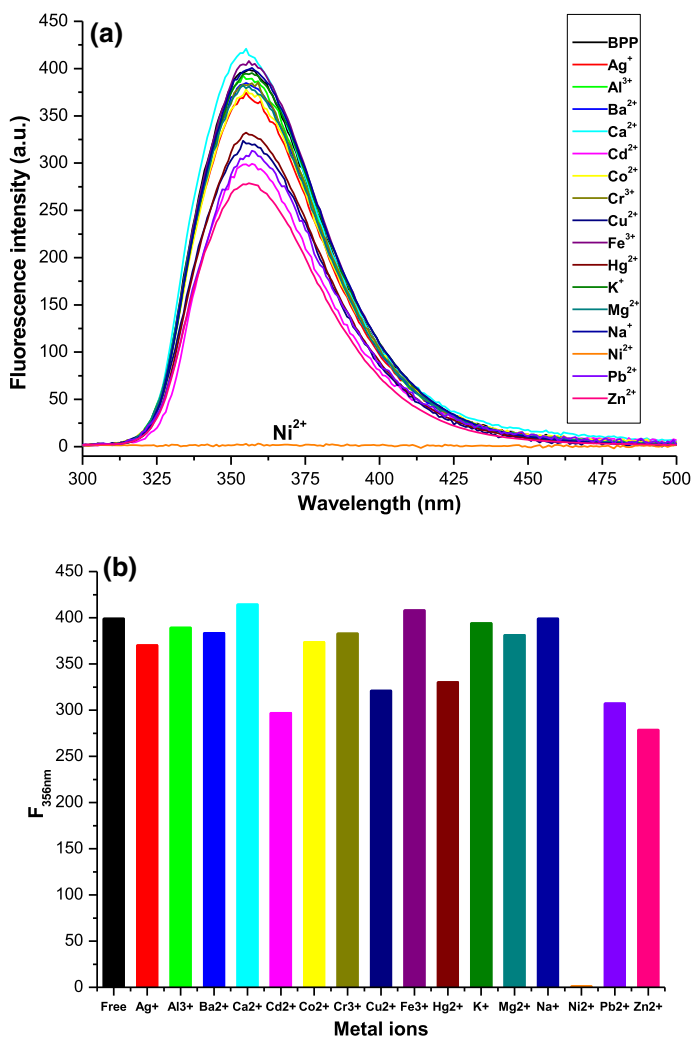 (a)
450
400
350
300
250
200
150
100
50
0
Fluorescence intensity (a.u.)
BPP
Ag⁺
Al³⁺
Ba²⁺
Ca²⁺
Cd²⁺
Co²⁺
Cr³⁺
Cu²⁺
Fe³⁺
Hg²⁺
K⁺
Mg²⁺
Na⁺
Ni²⁺
Pb²⁺
Zn²⁺
Ni²⁺
300 325 350 375 400 425 450 475 500
Wavelength (nm)
(b)
450
400
350
300
250
200
150
100
50
0
F356nm
Free Ag+ Al3+ Ba2+ Ca2+ Cd2+ Co2+ Cr3+ Cu2+ Fe3+ Hg2+ K+ Mg2+ Na+ Ni2+ Pb2+ Zn2+
Metal ions